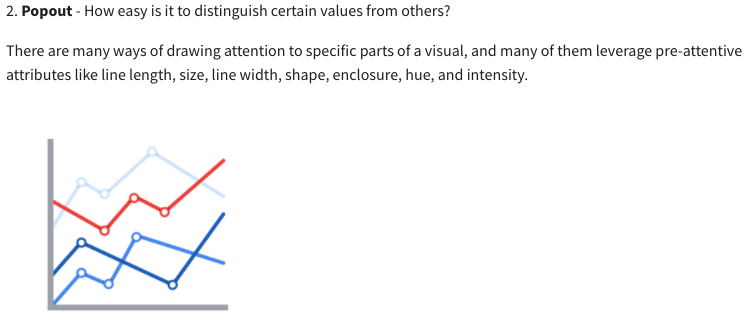 2. Popout - How easy is it to distinguish certain values from others?
There are many ways of drawing attention to specific parts of a visual, and many of them leverage pre-attentive
attributes like line length, size, line width, shape, enclosure, hue, and intensity.